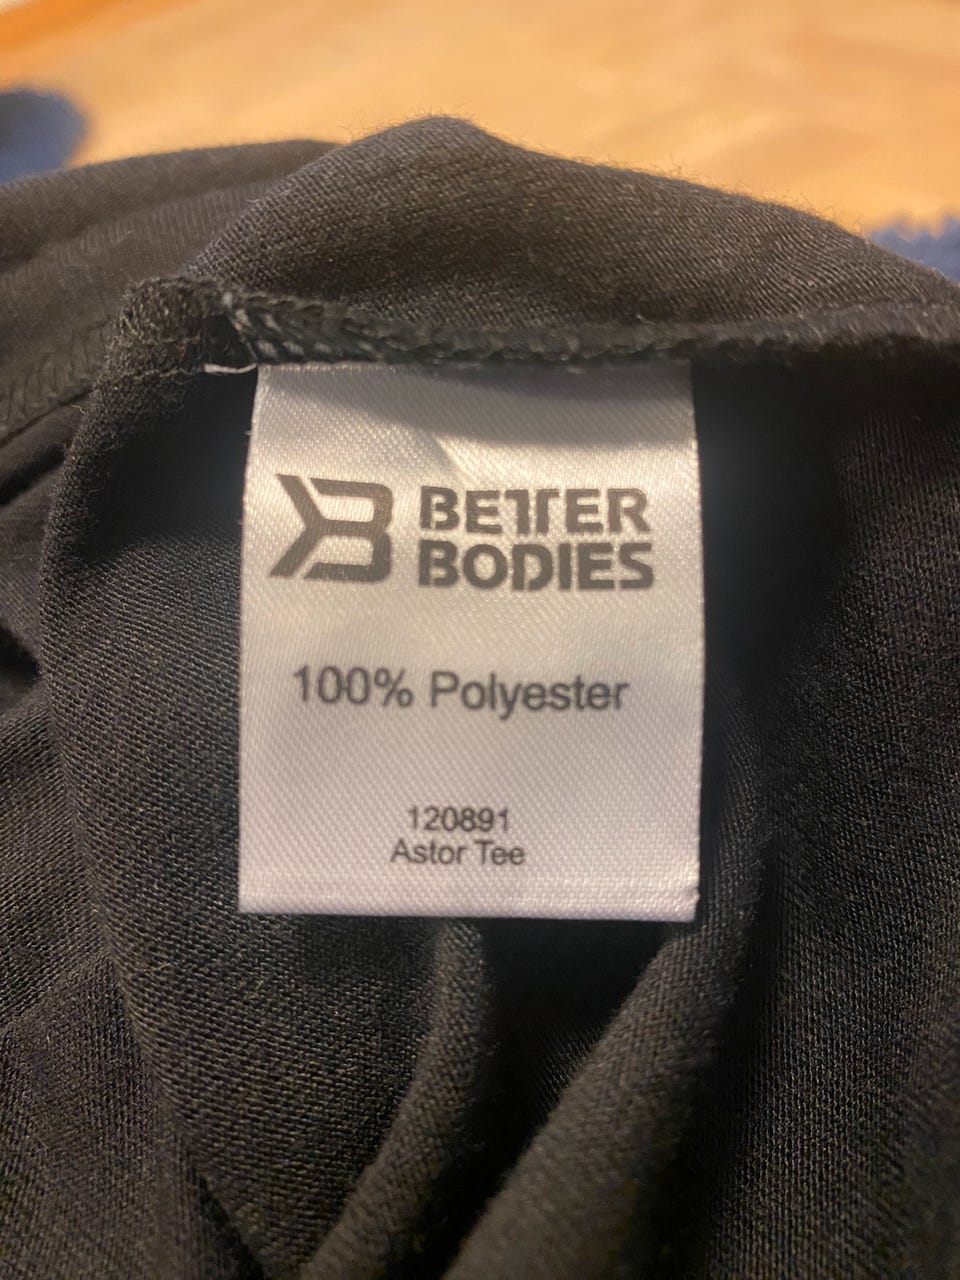 BETTER
BODIES
100% Polyester
120891
Astor Tee